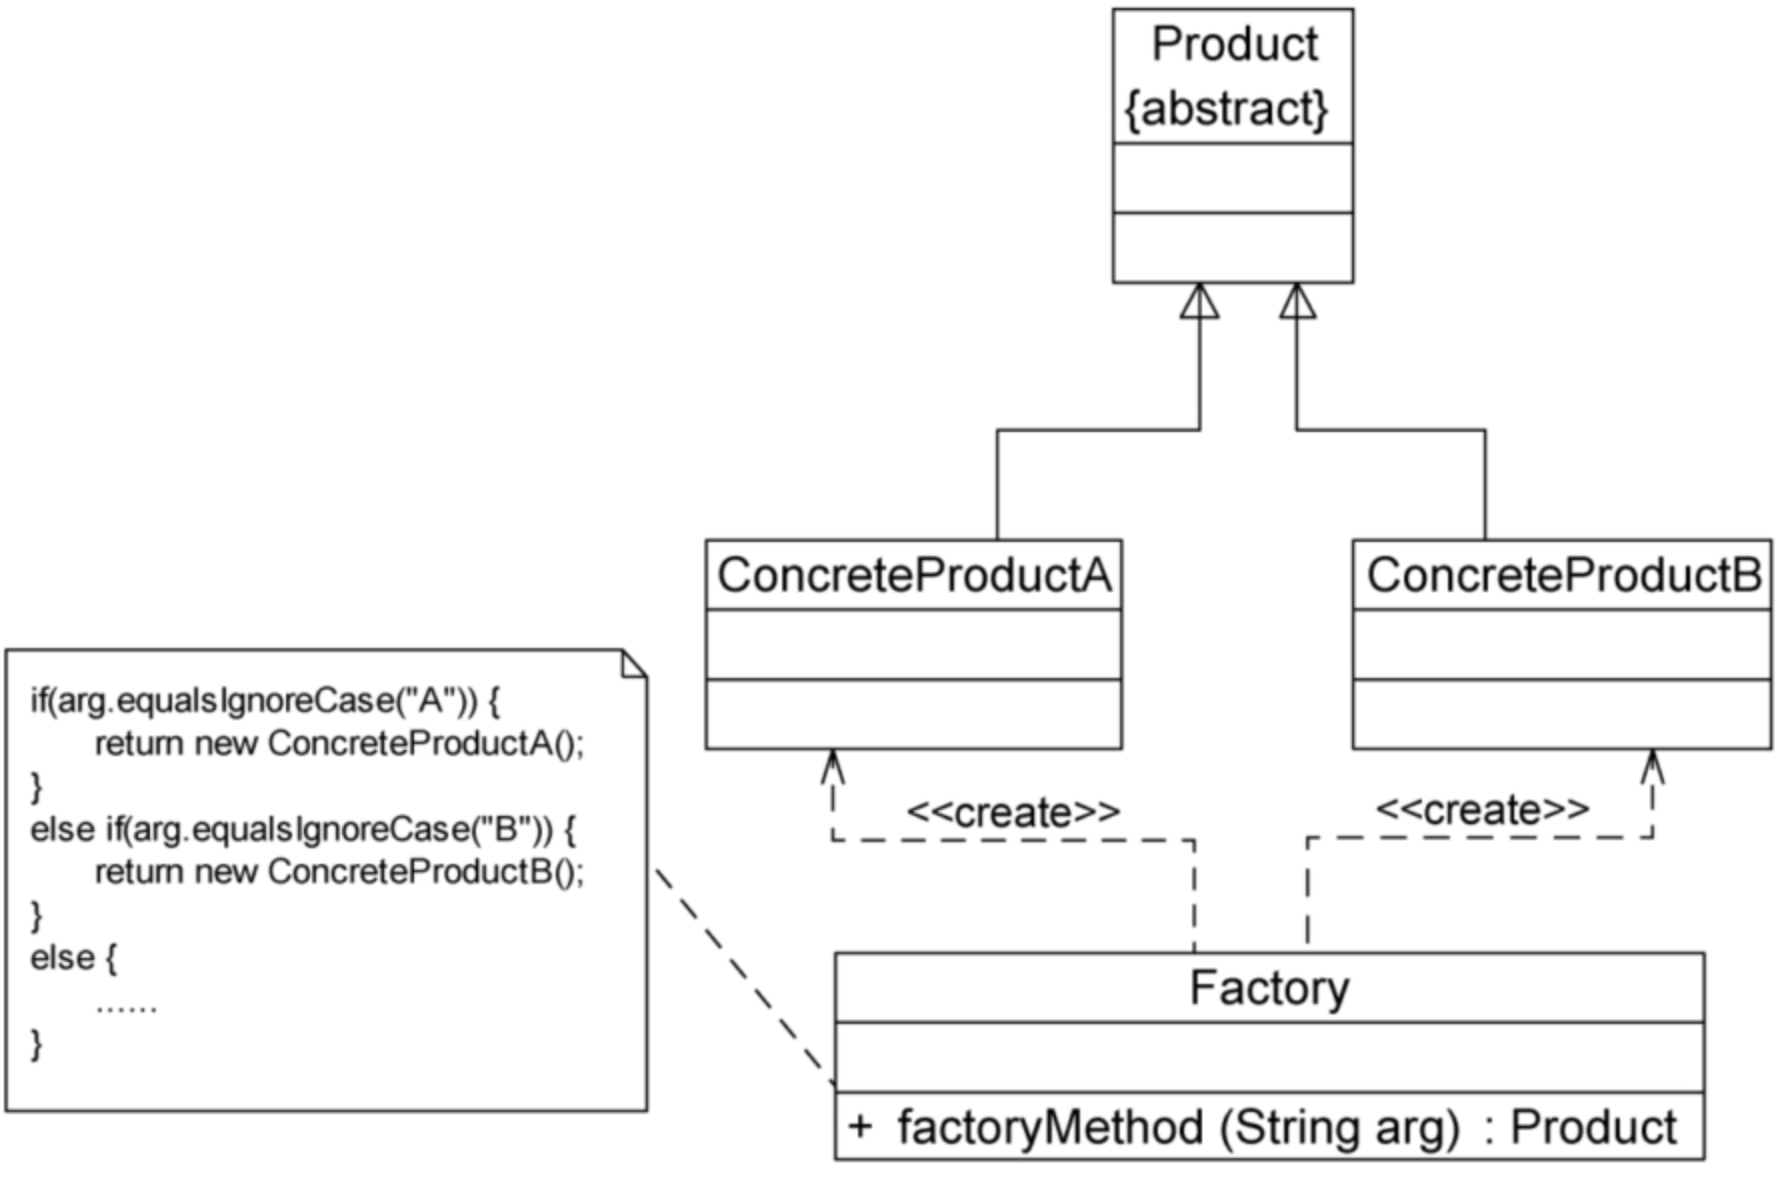 Product
{abstract}
ConcreteProductA
ConcreteProductB
if(arg.equalsIgnoreCase("A")) {
return new ConcreteProductA();
}
else if(arg.equalsIgnoreCase("B")) {
return new ConcreteProductB();
}
else {
......
}
<<create>>
<<create>>
Factory
+ factoryMethod (String arg) : Product